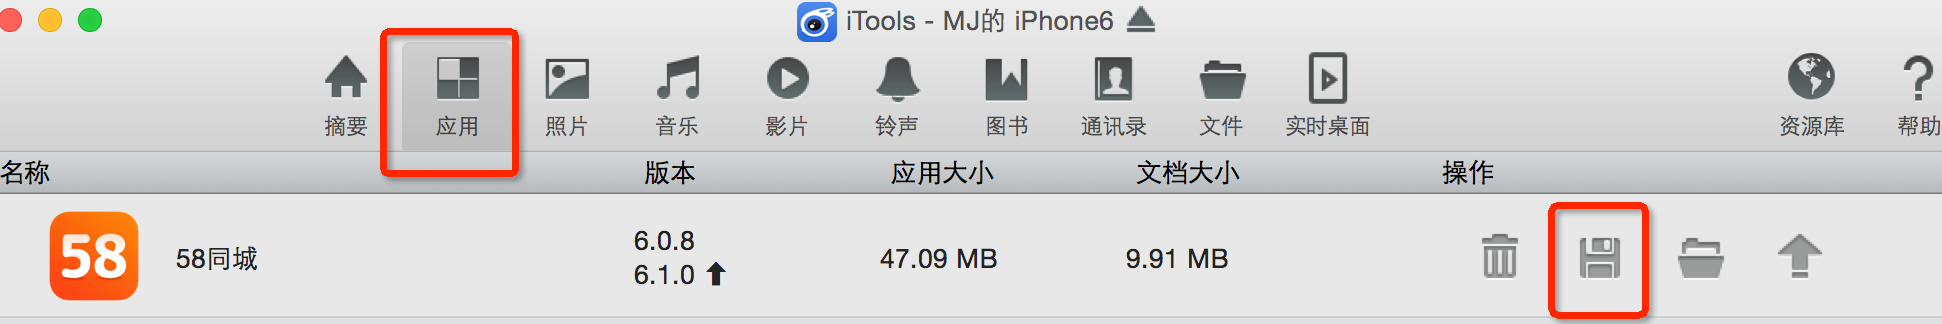 iTools - MJ的 iPhone6
摘要 应用 照片 音乐 影片 铃声 图书 通讯录 文件 实时桌面 资源库 帮助
名称 版本 应用大小 文档大小 操作
58 58同城 6.0.8 47.09 MB 9.91 MB
6.1.0